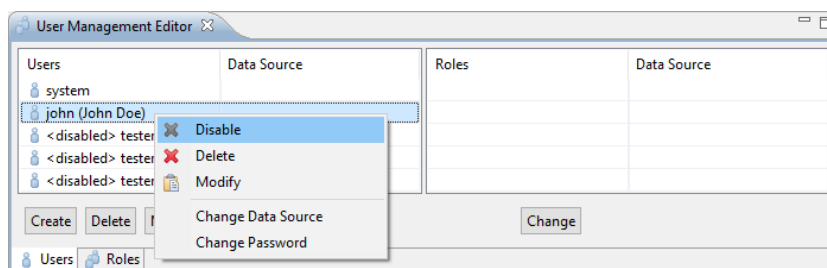 User Management Editor
Users Data Source Roles Data Source
system
john (John Doe)
<disabled> tester
<disabled> tester
<disabled> tester
Disable
Delete
Modify
Change Data Source
Change Password
Create Delete Change
Users Roles